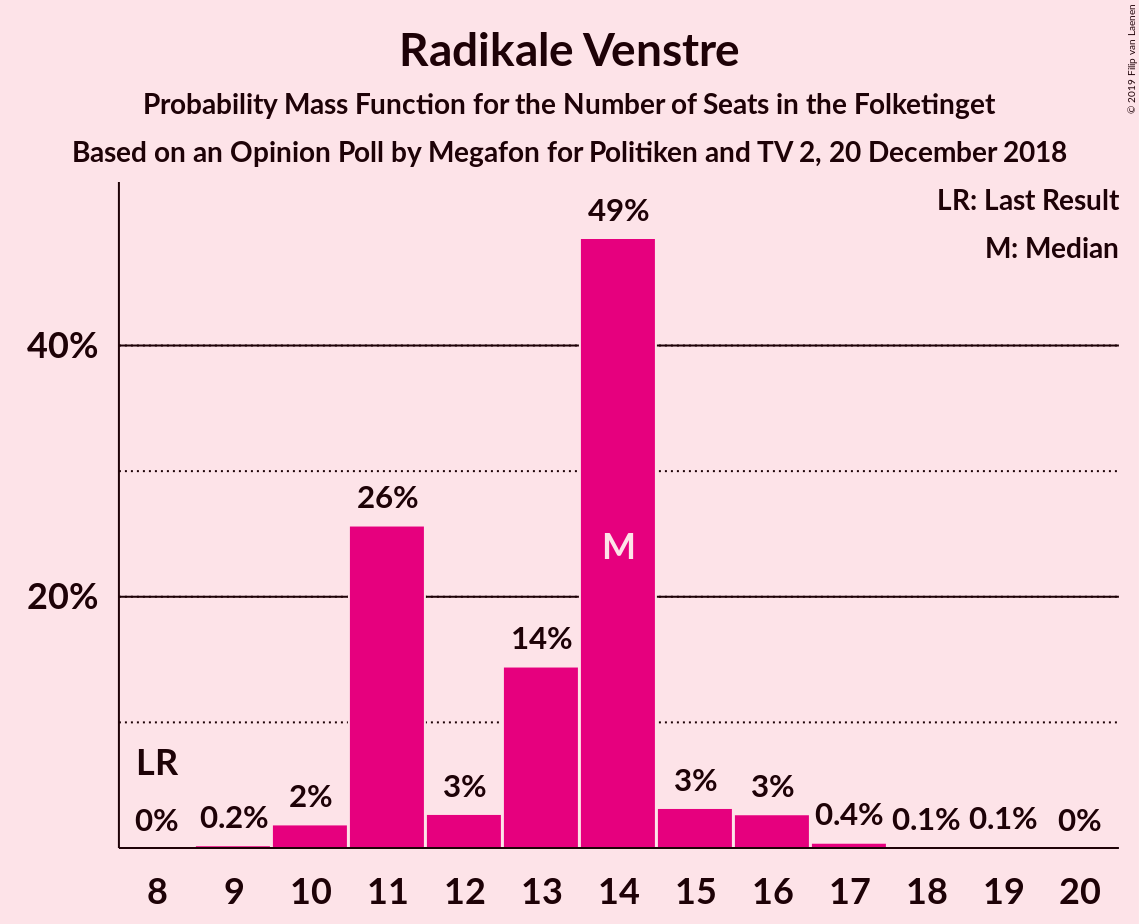 Radikale Venstre
Probability Mass Function for the Number of Seats in the Folketinget
Based on an Opinion Poll by Megafon for Politiken and TV 2, 20 December 2018
© 2019 Filip van Laenen
LR: Last Result
M: Median
49%
40%
26%
M
20%
14%
LR
0%
0.2%
2%
3%
3%
3%
0.4%
0.1%
0.1%
0%
8 9 10 11 12 13 14 15 16 17 18 19 20